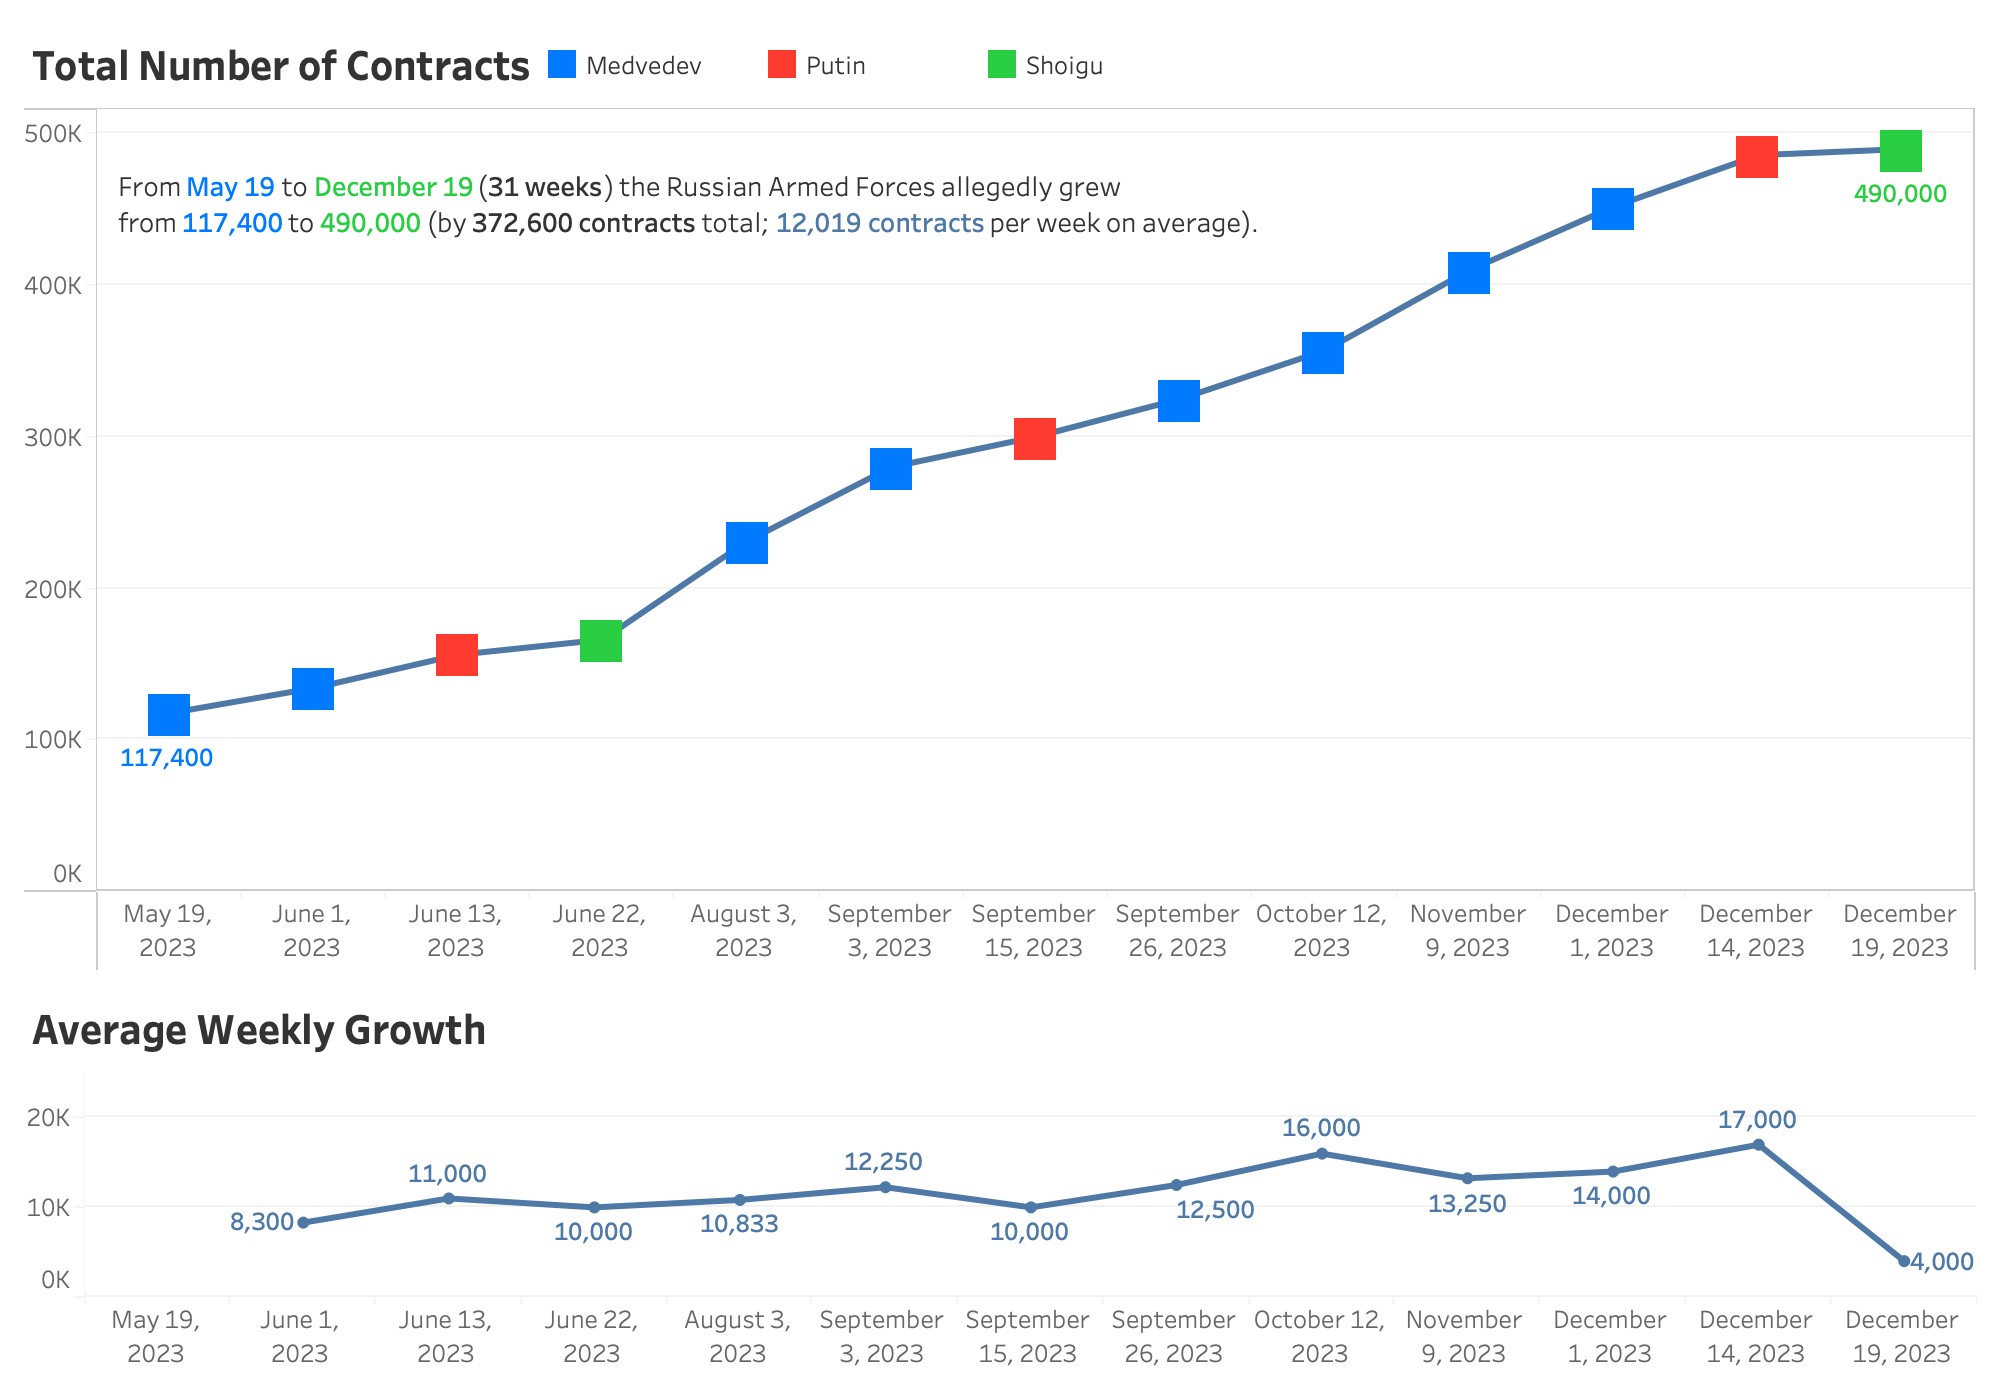 Total Number of Contracts Medvedev Putin Shoigu
500K
From May 19 to December 19 (31 weeks) the Russian Armed Forces allegedly grew
from 117,400 to 490,000 (by 372,600 contracts total; 12,019 contracts per week on average).
490,000
400K
300K
200K
100K
117,400
0K
May 19, June 1, June 13, June 22, August 3, September September September October 12, November December December December
2023 2023 2023 2023 2023 3, 2023 15, 2023 26, 2023 2023 9, 2023 1, 2023 14, 2023 19, 2023
Average Weekly Growth
20K
10K
0K
8,300
11,000
10,000
10,833
12,250
10,000
12,500
16,000
13,250
14,000
17,000
4,000
May 19, June 1, June 13, June 22, August 3, September September September October 12, November December December December
2023 2023 2023 2023 2023 3, 2023 15, 2023 26, 2023 2023 9, 2023 1, 2023 14, 2023 19, 2023